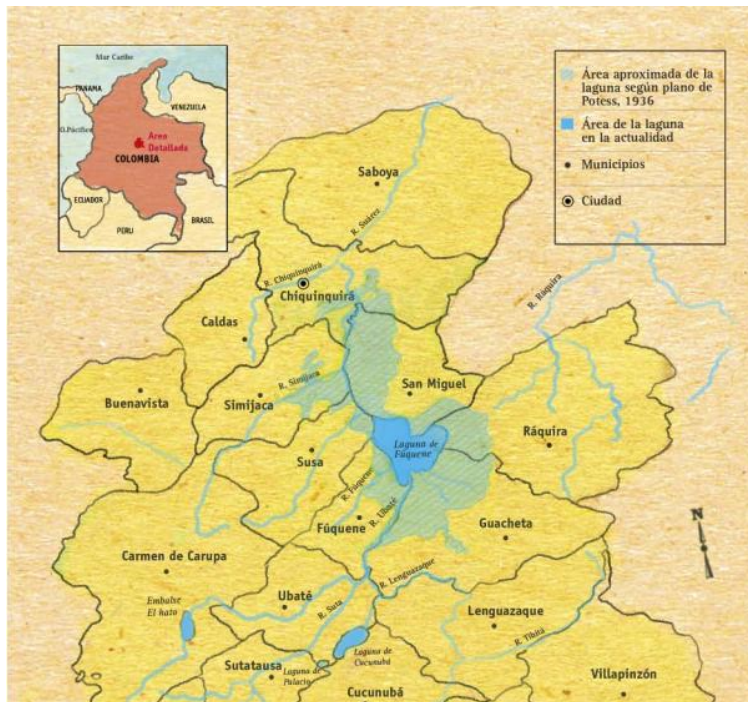 Mar Caribe
PANAMA
VENEZUELA
O.Pácifico
Area
Detallada
COLOMBIA
ECUADOR
BRASIL
PERU
Área aproximada de la
laguna según plano de
Potess, 1936
Área de la laguna
en la actualidad
Municipios
Ciudad
Saboya
R. Suárez
R. Chiquinquirá
Chiquinquirá
R. Ráquira
Caldas
Buenavista
R. Simijaca
Simijaca
San Miguel
Ráquira
Laguna de
Fúquene
Susa
R. Fúquene
R. Ubaté
Fúquene
Guacheta
N
Carmen de Carupa
Embalse
El hato
Ubaté
R. Suta
R. Lenguazaque
Lenguazaque
R. Tibitá
Laguna de
Cucunubá
Sutatausa
Laguna de
Palacio
Cucunubá
Villapinzón